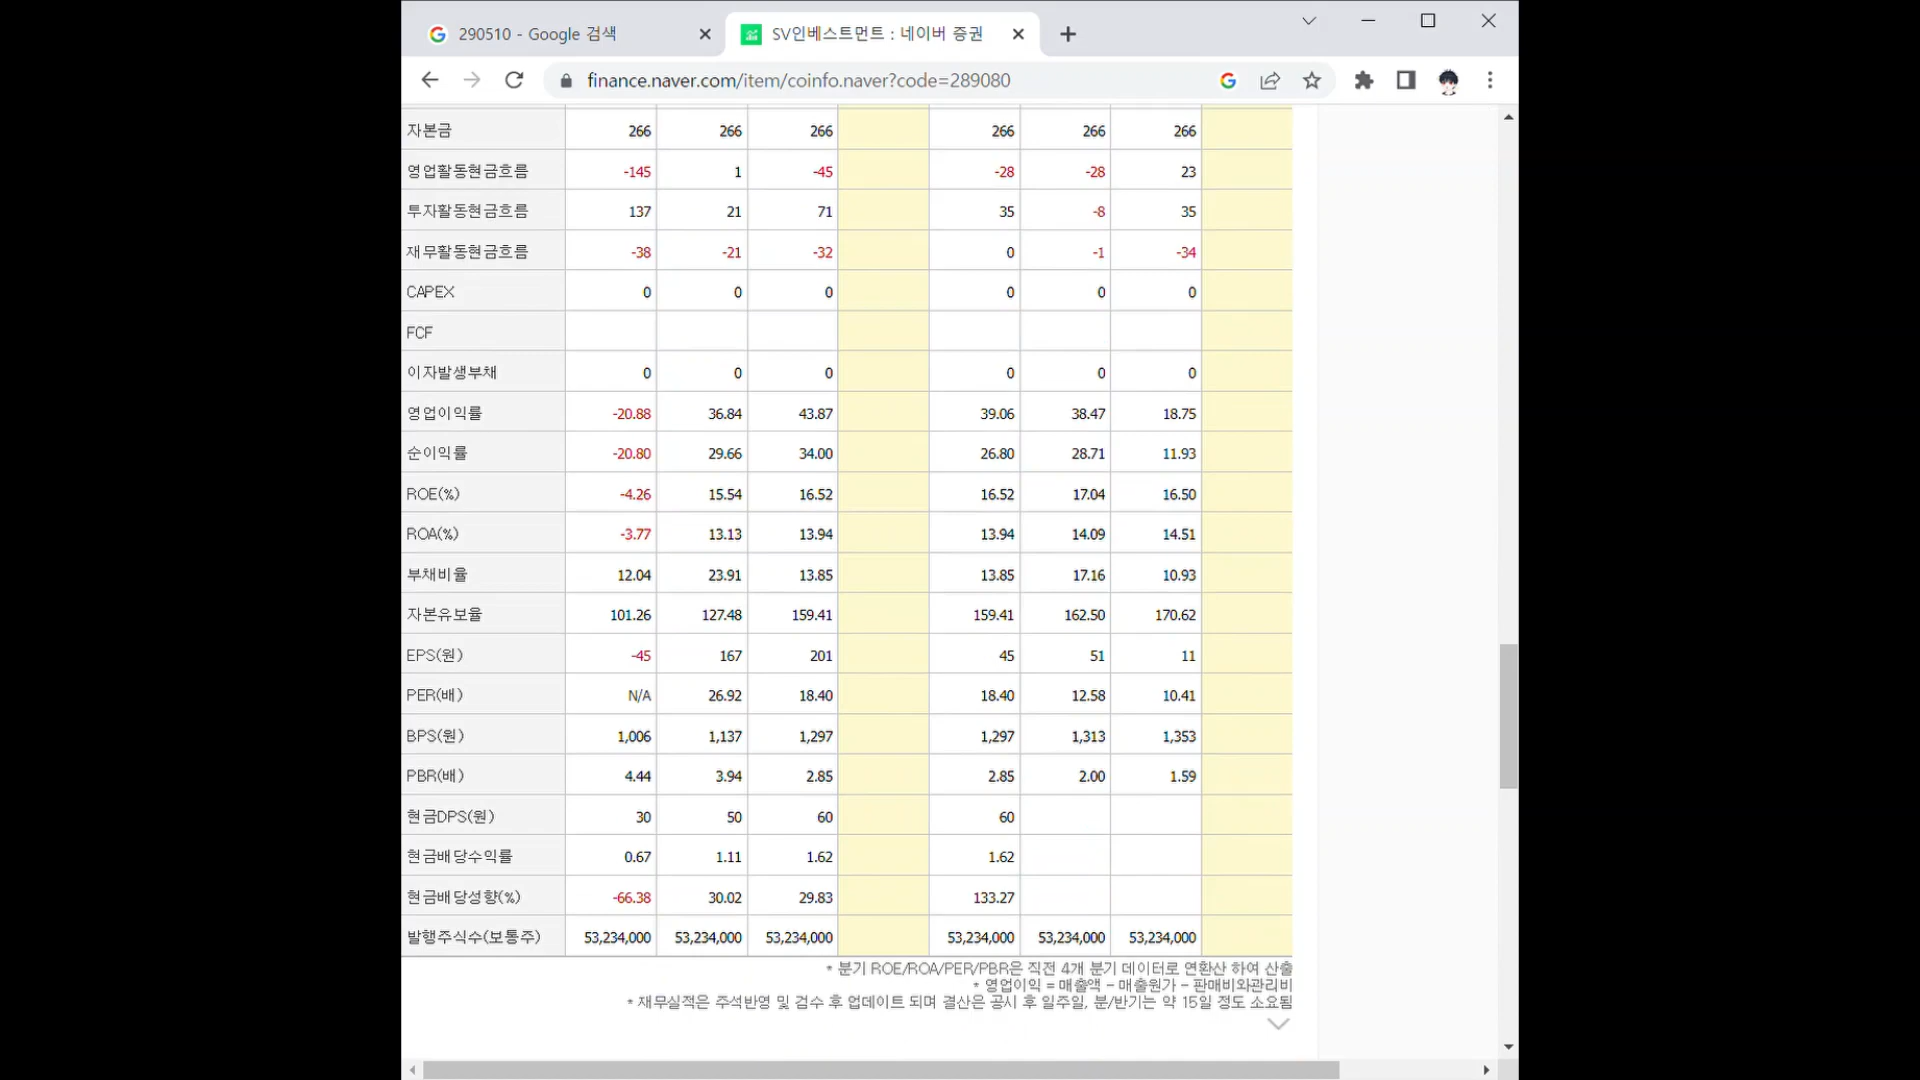 290510 - Google 검색
SV인베스트먼트 : 네이버 증권
finance.naver.com/item/coinfo.naver?code=289080
자본금 266 266 266 266 266 266
영업활동현금흐름 -145 1 -45 -28 -28 23
투자활동현금흐름 137 21 71 35 -8 35
재무활동현금흐름 -38 -21 -32 0 -1 -34
CAPEX 0 0 0 0 0 0
FCF
이자발생부채 0 0 0 0 0 0
영업이익률 -20.88 36.84 43.87 39.06 38.47 18.75
순이익률 -20.80 29.66 34.00 26.80 28.71 11.93
ROE(%) -4.26 15.54 16.52 16.52 17.04 16.50
ROA(%) -3.77 13.13 13.94 13.94 14.09 14.51
부채비율 12.04 23.91 13.85 13.85 17.16 10.93
자본유보율 101.26 127.48 159.41 159.41 162.50 170.62
EPS(원) -45 167 201 45 51 11
PER(배) N/A 26.92 18.40 18.40 12.58 10.41
BPS(원) 1,006 1,137 1,297 1,297 1,313 1,353
PBR(배) 4.44 3.94 2.85 2.85 2.00 1.59
현금DPS(원) 30 50 60 60
현금배당수익률 0.67 1.11 1.62 1.62
현금배당성향(%) -66.38 30.02 29.83 133.27
발행주식수(보통주) 53,234,000 53,234,000 53,234,000 53,234,000 53,234,000 53,234,000
* 분기 ROE/ROA/PER/PBR은 직전 4개 분기 데이터로 연환산 하여 산출
* 영업이익 = 매출액 - 매출원가 - 판매비와관리비
* 재무실적은 주석반영 및 검수 후 업데이트 되며 결산은 공시 후 일주일, 분/반기는 약 15일 정도 소요됨